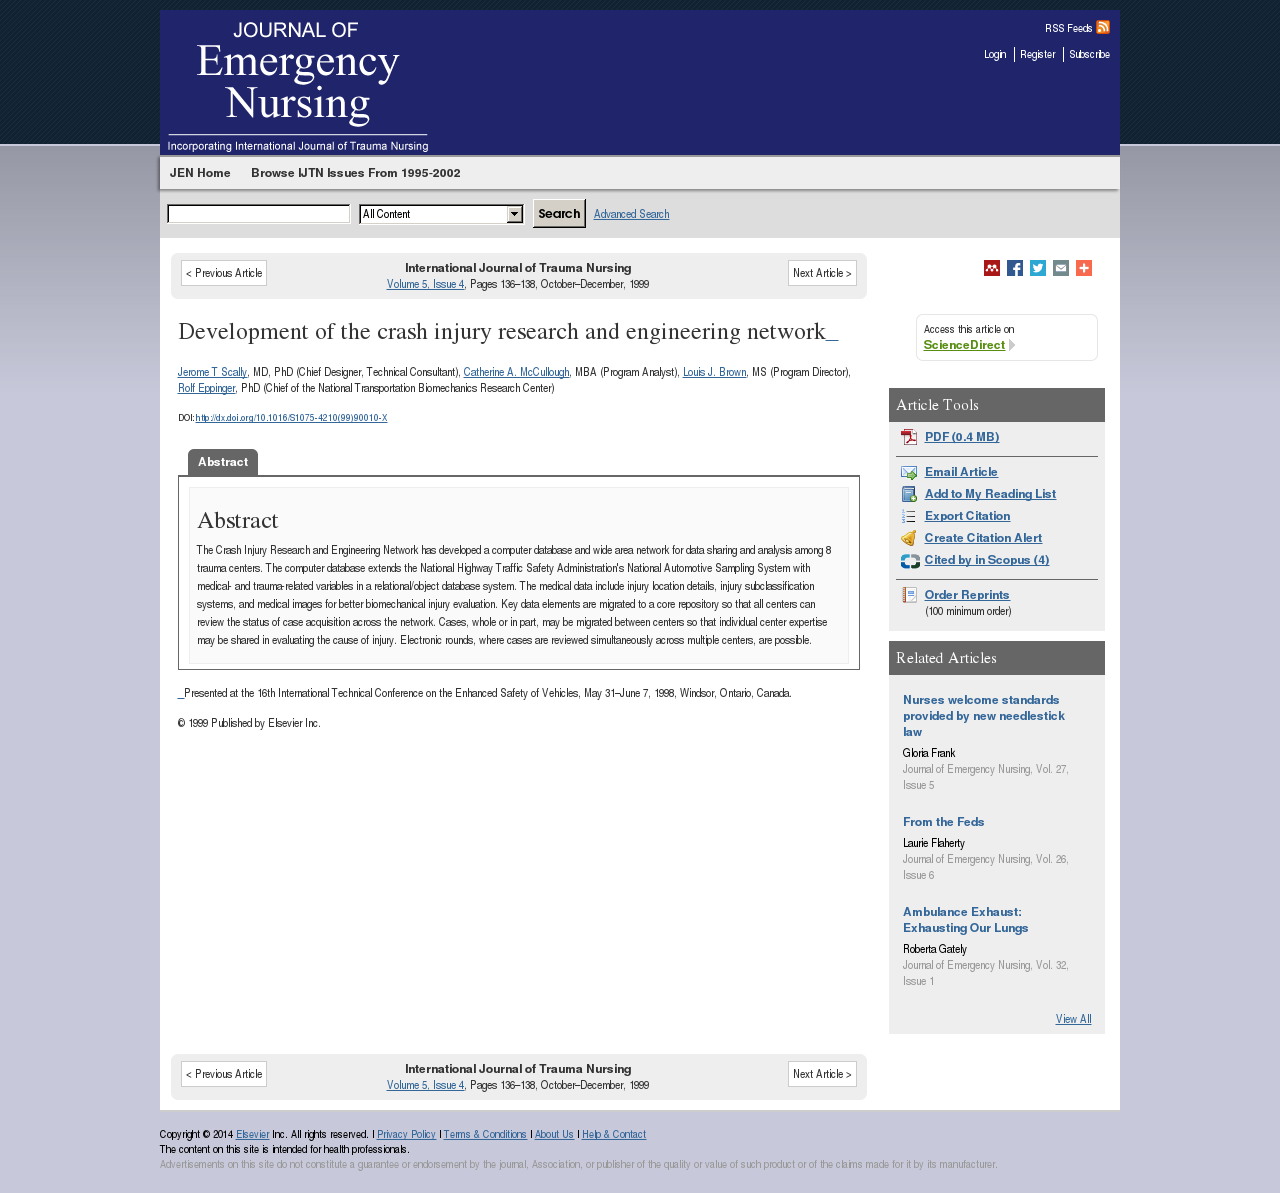 JOURNAL OF
Emergency
Nursing
Incorporating International Journal of Trauma Nursing
RSS Feeds
Login Register Subscribe
JEN Home Browse IJTN Issues From 1995-2002
All Content Search Advanced Search
< Previous Article
International Journal of Trauma Nursing
Volume 5, Issue 4, Pages 136–138, October–December, 1999
Next Article >
Development of the crash injury research and engineering network_
Jerome T Scally, MD, PhD (Chief Designer, Technical Consultant), Catherine A. McCullough, MBA (Program Analyst), Louis J. Brown, MS (Program Director),
Rolf Eppinger, PhD (Chief of the National Transportation Biomechanics Research Center)
DOI: http://dx.doi.org/10.1016/S1075-4210(99)90010-X
Abstract
Abstract
The Crash Injury Research and Engineering Network has developed a computer database and wide area network for data sharing and analysis among 8
trauma centers. The computer database extends the National Highway Traffic Safety Administration's National Automotive Sampling System with
medical- and trauma-related variables in a relational/object database system. The medical data include injury location details, injury subclassification
systems, and medical images for better biomechanical injury evaluation. Key data elements are migrated to a core repository so that all centers can
review the status of case acquisition across the network. Cases, whole or in part, may be migrated between centers so that individual center expertise
may be shared in evaluating the cause of injury. Electronic rounds, where cases are reviewed simultaneously across multiple centers, are possible.
_Presented at the 16th International Technical Conference on the Enhanced Safety of Vehicles, May 31–June 7, 1998, Windsor, Ontario, Canada.
© 1999 Published by Elsevier Inc.
Access this article on
ScienceDirect
Article Tools
PDF (0.4 MB)
Email Article
Add to My Reading List
Export Citation
Create Citation Alert
Cited by in Scopus (4)
Order Reprints
(100 minimum order)
Related Articles
Nurses welcome standards
provided by new needlestick
law
Gloria Frank
Journal of Emergency Nursing, Vol. 27,
Issue 5
From the Feds
Laurie Flaherty
Journal of Emergency Nursing, Vol. 26,
Issue 6
Ambulance Exhaust:
Exhausting Our Lungs
Roberta Gately
Journal of Emergency Nursing, Vol. 32,
Issue 1
View All
< Previous Article
International Journal of Trauma Nursing
Volume 5, Issue 4, Pages 136–138, October–December, 1999
Next Article >
Copyright © 2014 Elsevier Inc. All rights reserved. | Privacy Policy | Terms & Conditions | About Us | Help & Contact
The content on this site is intended for health professionals.
Advertisements on this site do not constitute a guarantee or endorsement by the journal, Association, or publisher of the quality or value of such product or of the claims made for it by its manufacturer.